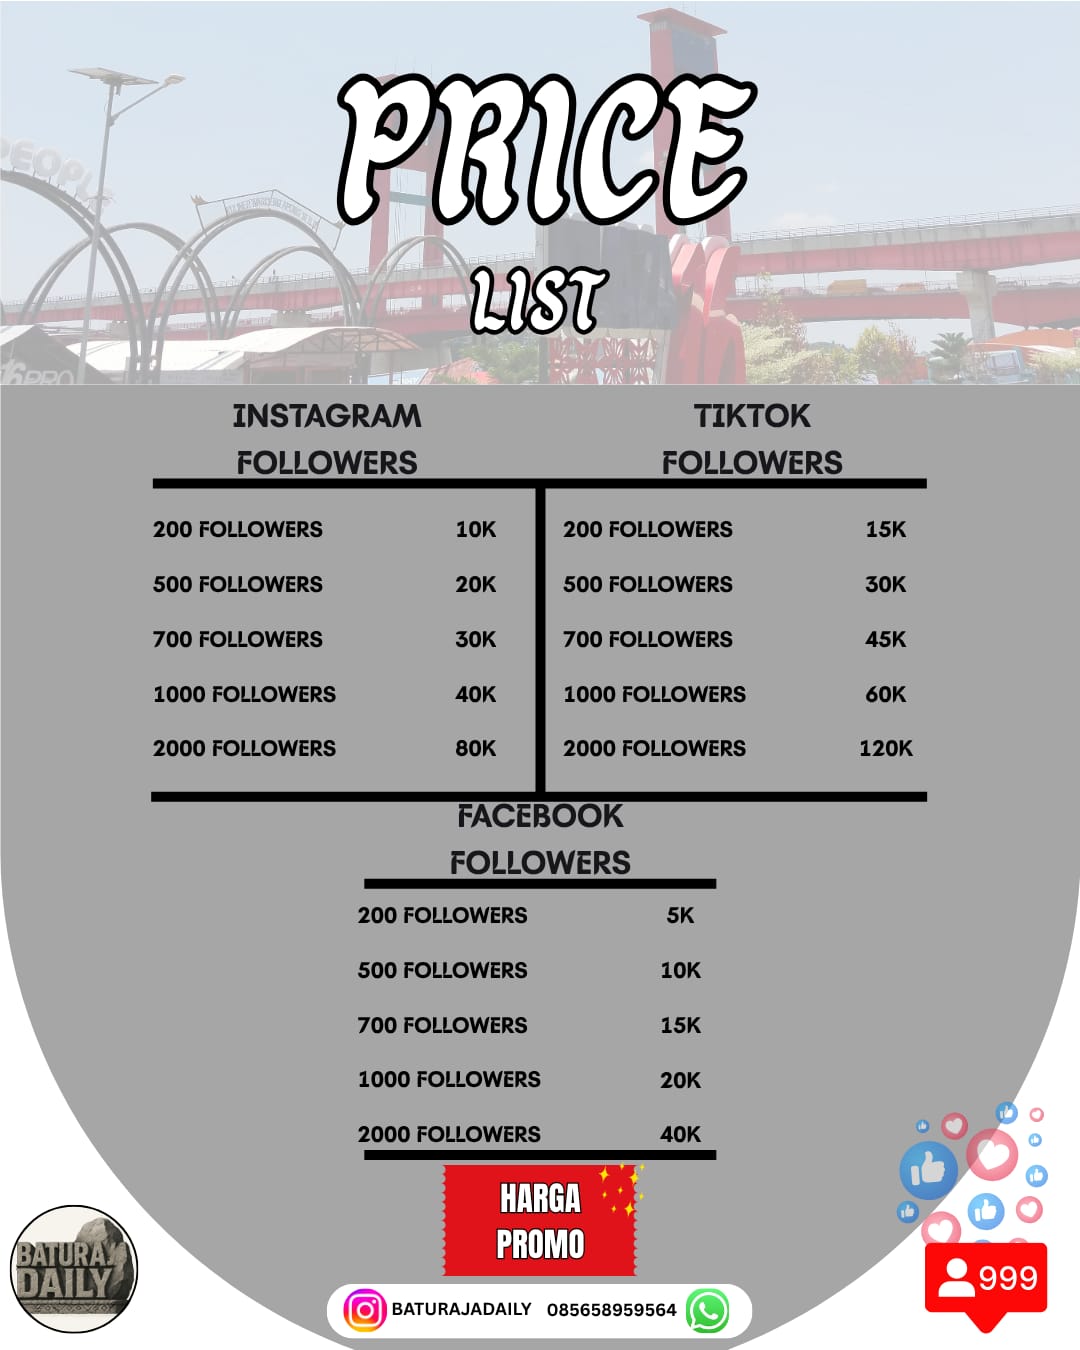 PRICE
LIST
PEOPL
16PRO
INSTAGRAM
FOLLOWERS
200 FOLLOWERS 10K
500 FOLLOWERS 20K
700 FOLLOWERS 30K
1000 FOLLOWERS 40K
2000 FOLLOWERS 80K
TIKTOK
FOLLOWERS
200 FOLLOWERS 15K
500 FOLLOWERS 30K
700 FOLLOWERS 45K
1000 FOLLOWERS 60K
2000 FOLLOWERS 120K
FACEBOOK
FOLLOWERS
200 FOLLOWERS 5K
500 FOLLOWERS 10K
700 FOLLOWERS 15K
1000 FOLLOWERS 20K
2000 FOLLOWERS 40K
HARGA
PROMO
BATURA
DAILY
BATURAJADAILY 085658959564
999